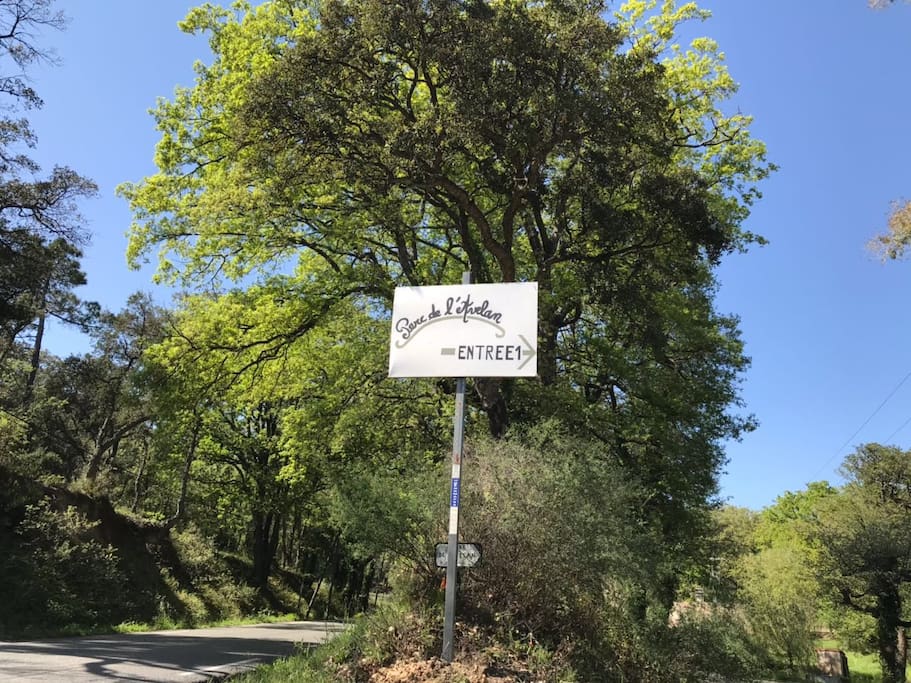 Parc de l'Avelan
ENTREE1